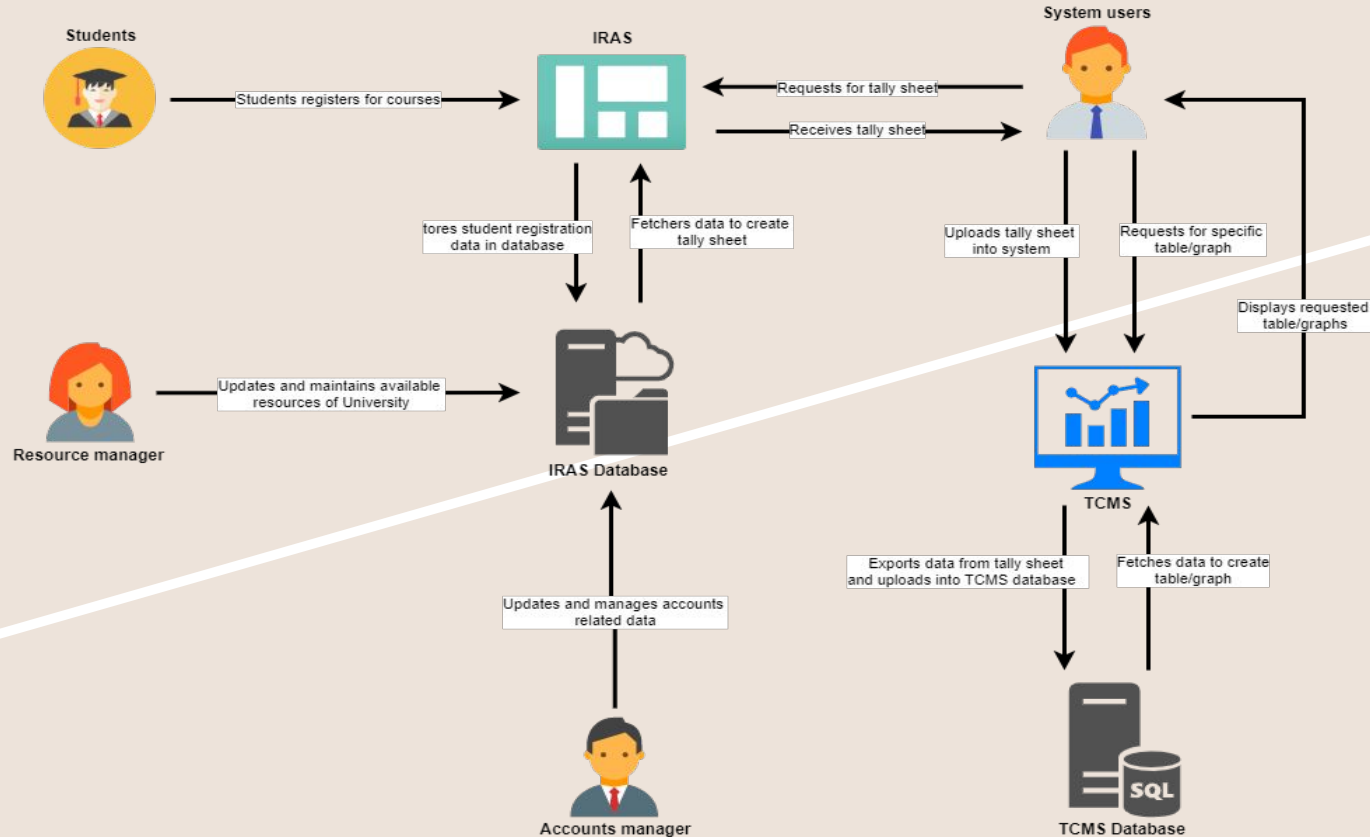 System users
Students
IRAS
Requests for tally sheet
Students registers for courses
Receives tally sheet
tores student registration
data in database
Fetchers data to create
tally sheet
Uploads tally sheet
into system
Requests for specific
table/graph
Displays requested
table/graphs
Updates and maintains available
resources of University
Resource manager
IRAS Database
TCMS
Exports data from tally sheet
and uploads into TCMS database
Fetches data to create
table/graph
Updates and manages accounts
related data
SQL
Accounts manager
TCMS Database